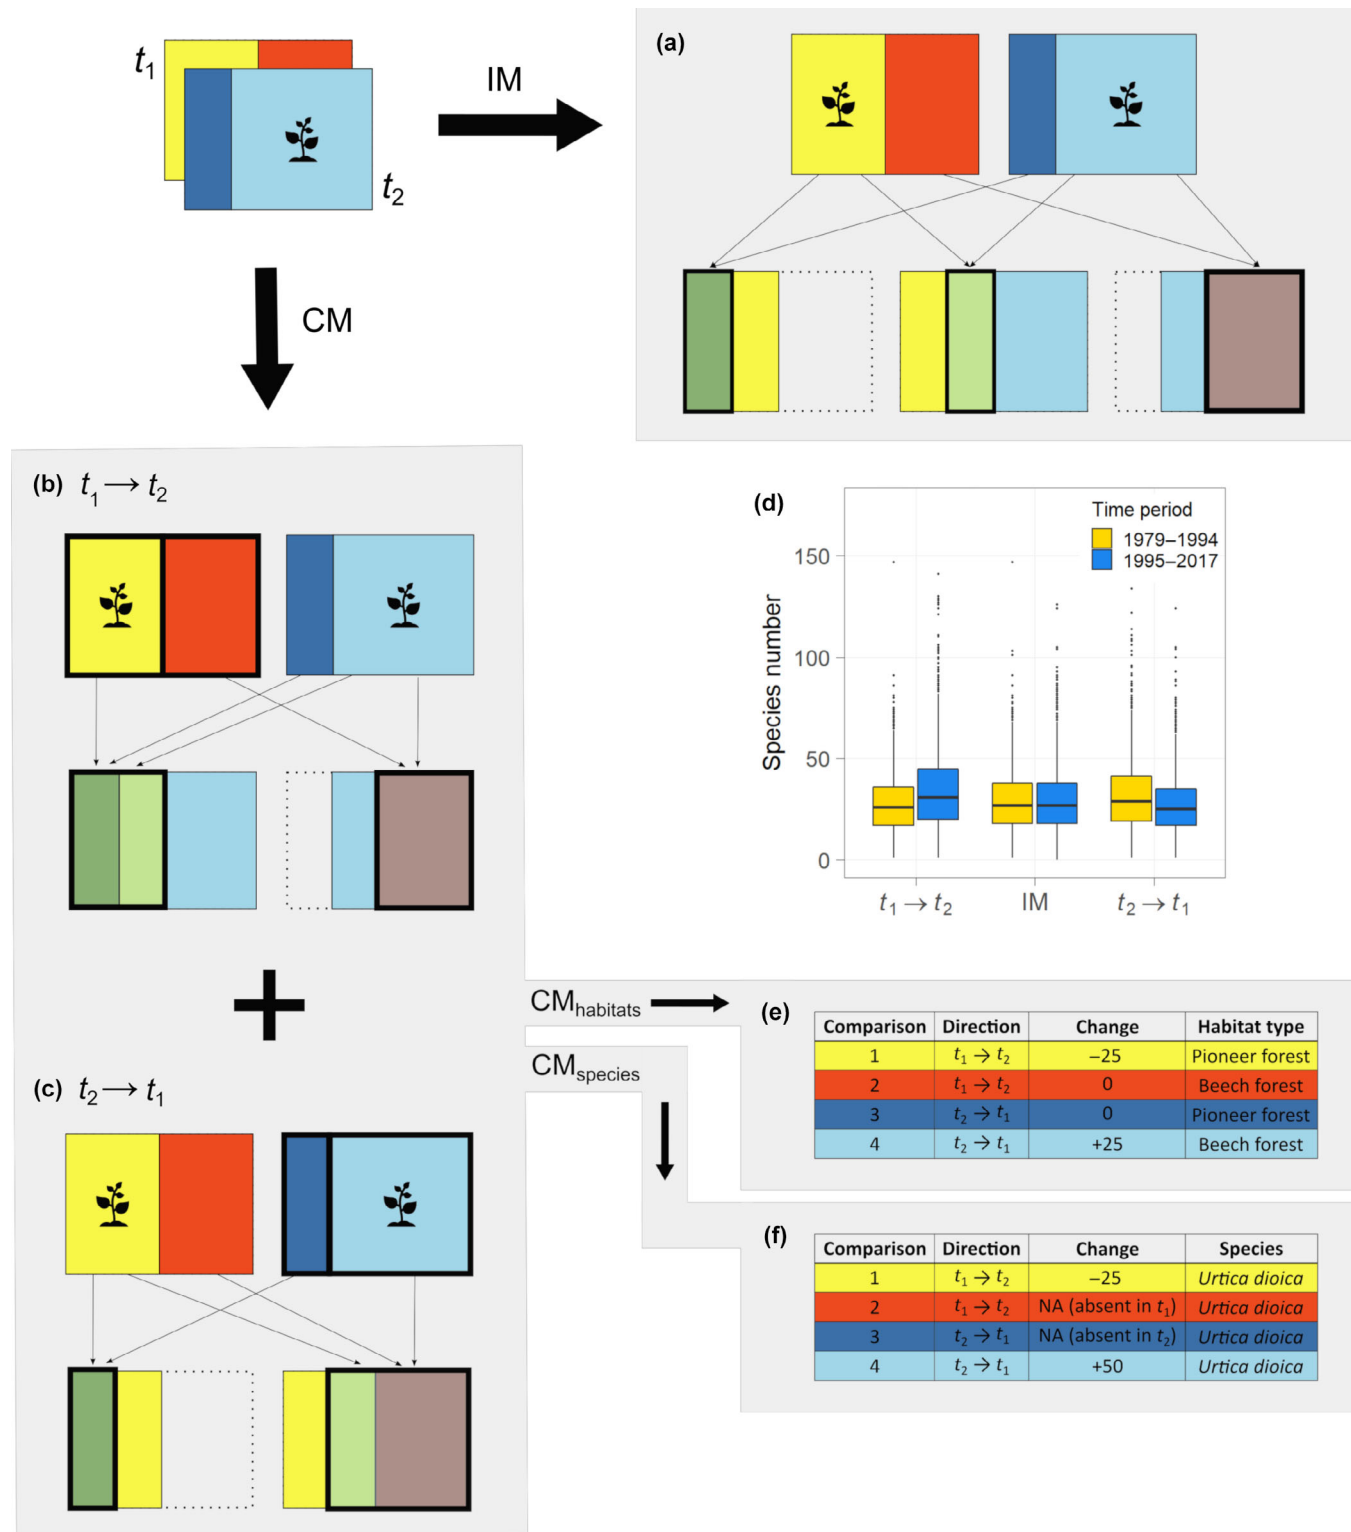 t1
t2
IM
CM
(a)
(b) t1 → t2
(c) t2 → t1
(d)
Time period
1979–1994
1995–2017
Species number
150
100
50
0
t1 → t2 IM t2 → t1
CMhabitats
CMspecies
(e)
Comparison Direction Change Habitat type
1 t1 → t2 –25 Pioneer forest
2 t1 → t2 0 Beech forest
3 t2 → t1 0 Pioneer forest
4 t2 → t1 +25 Beech forest
(f)
Comparison Direction Change Species
1 t1 → t2 –25 Urtica dioica
2 t1 → t2 NA (absent in t1) Urtica dioica
3 t2 → t1 NA (absent in t2) Urtica dioica
4 t2 → t1 +50 Urtica dioica